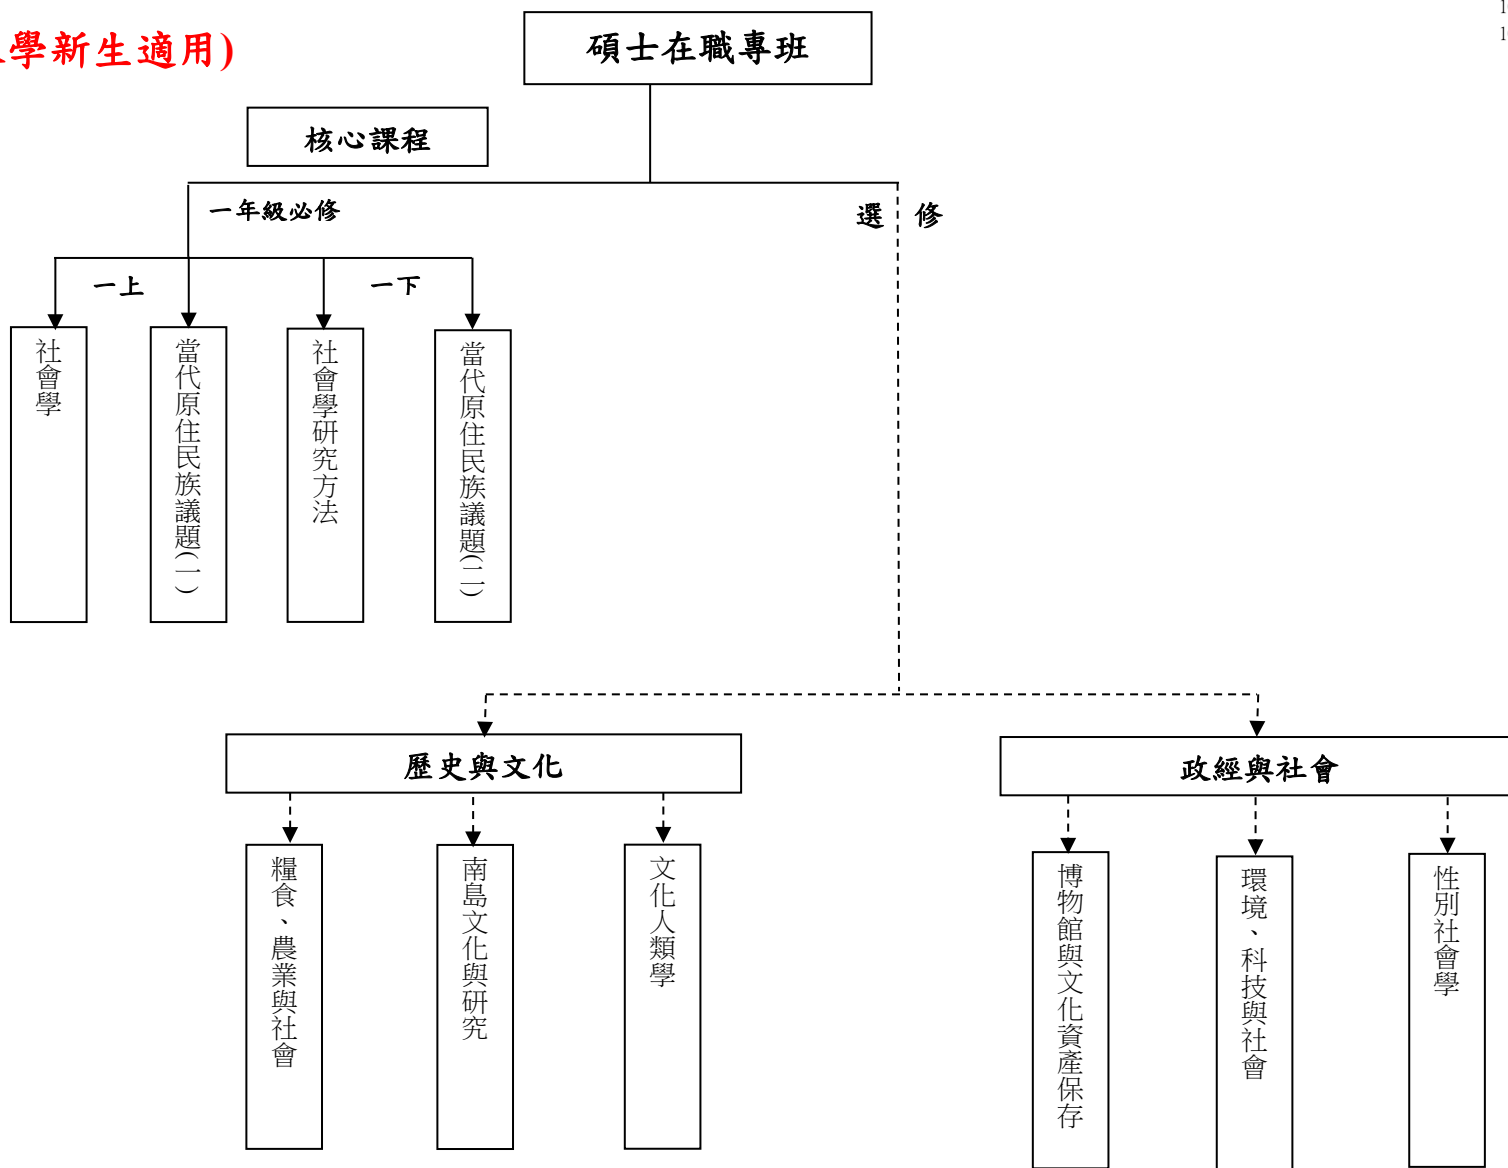 學新生適用)
碩士在職專班
核心課程
一年級必修
選修
一上
一下
社會學
當代原住民族議題(一)
社會學研究方法
當代原住民族議題(二)
歷史與文化
政經與社會
糧食、農業與社會
南島文化與研究
文化人類學
博物館與文化資產保存
環境、科技與社會
性別社會學